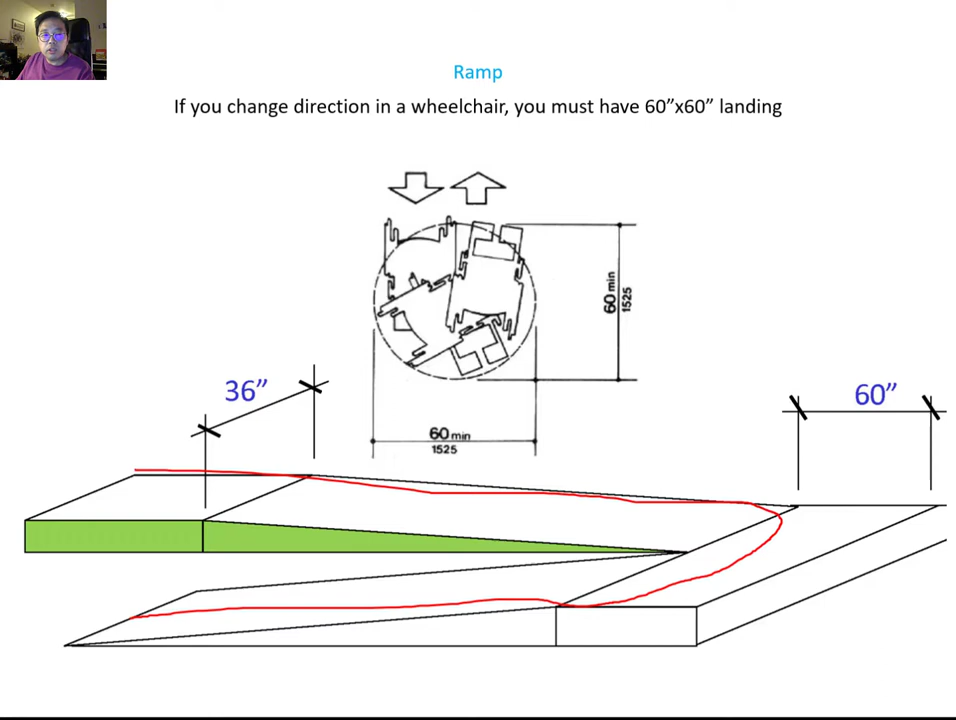 Ramp
If you change direction in a wheelchair, you must have 60”x60” landing
60 min
1525
36”
60”
60 min
1525